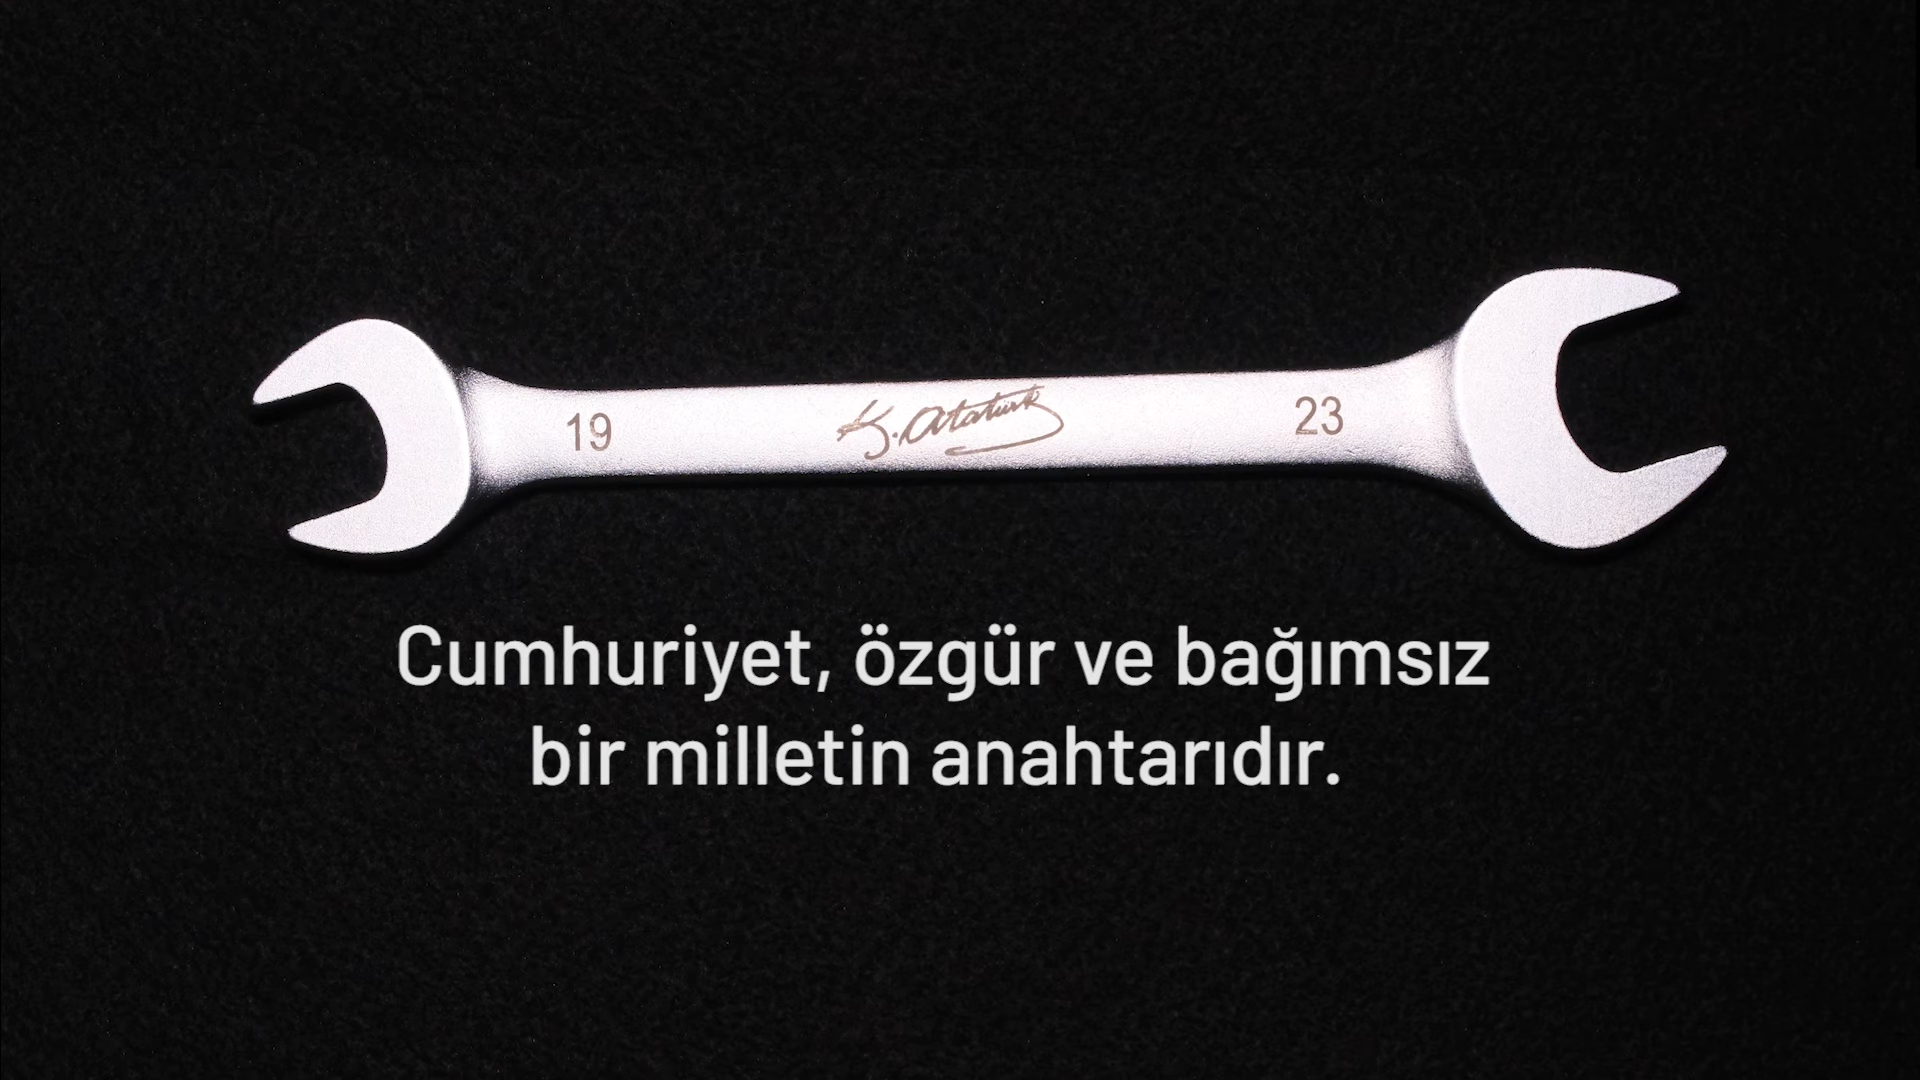 19 K. Atatürk 23
Cumhuriyet, özgür ve bağımsız
bir milletin anahtarıdır.